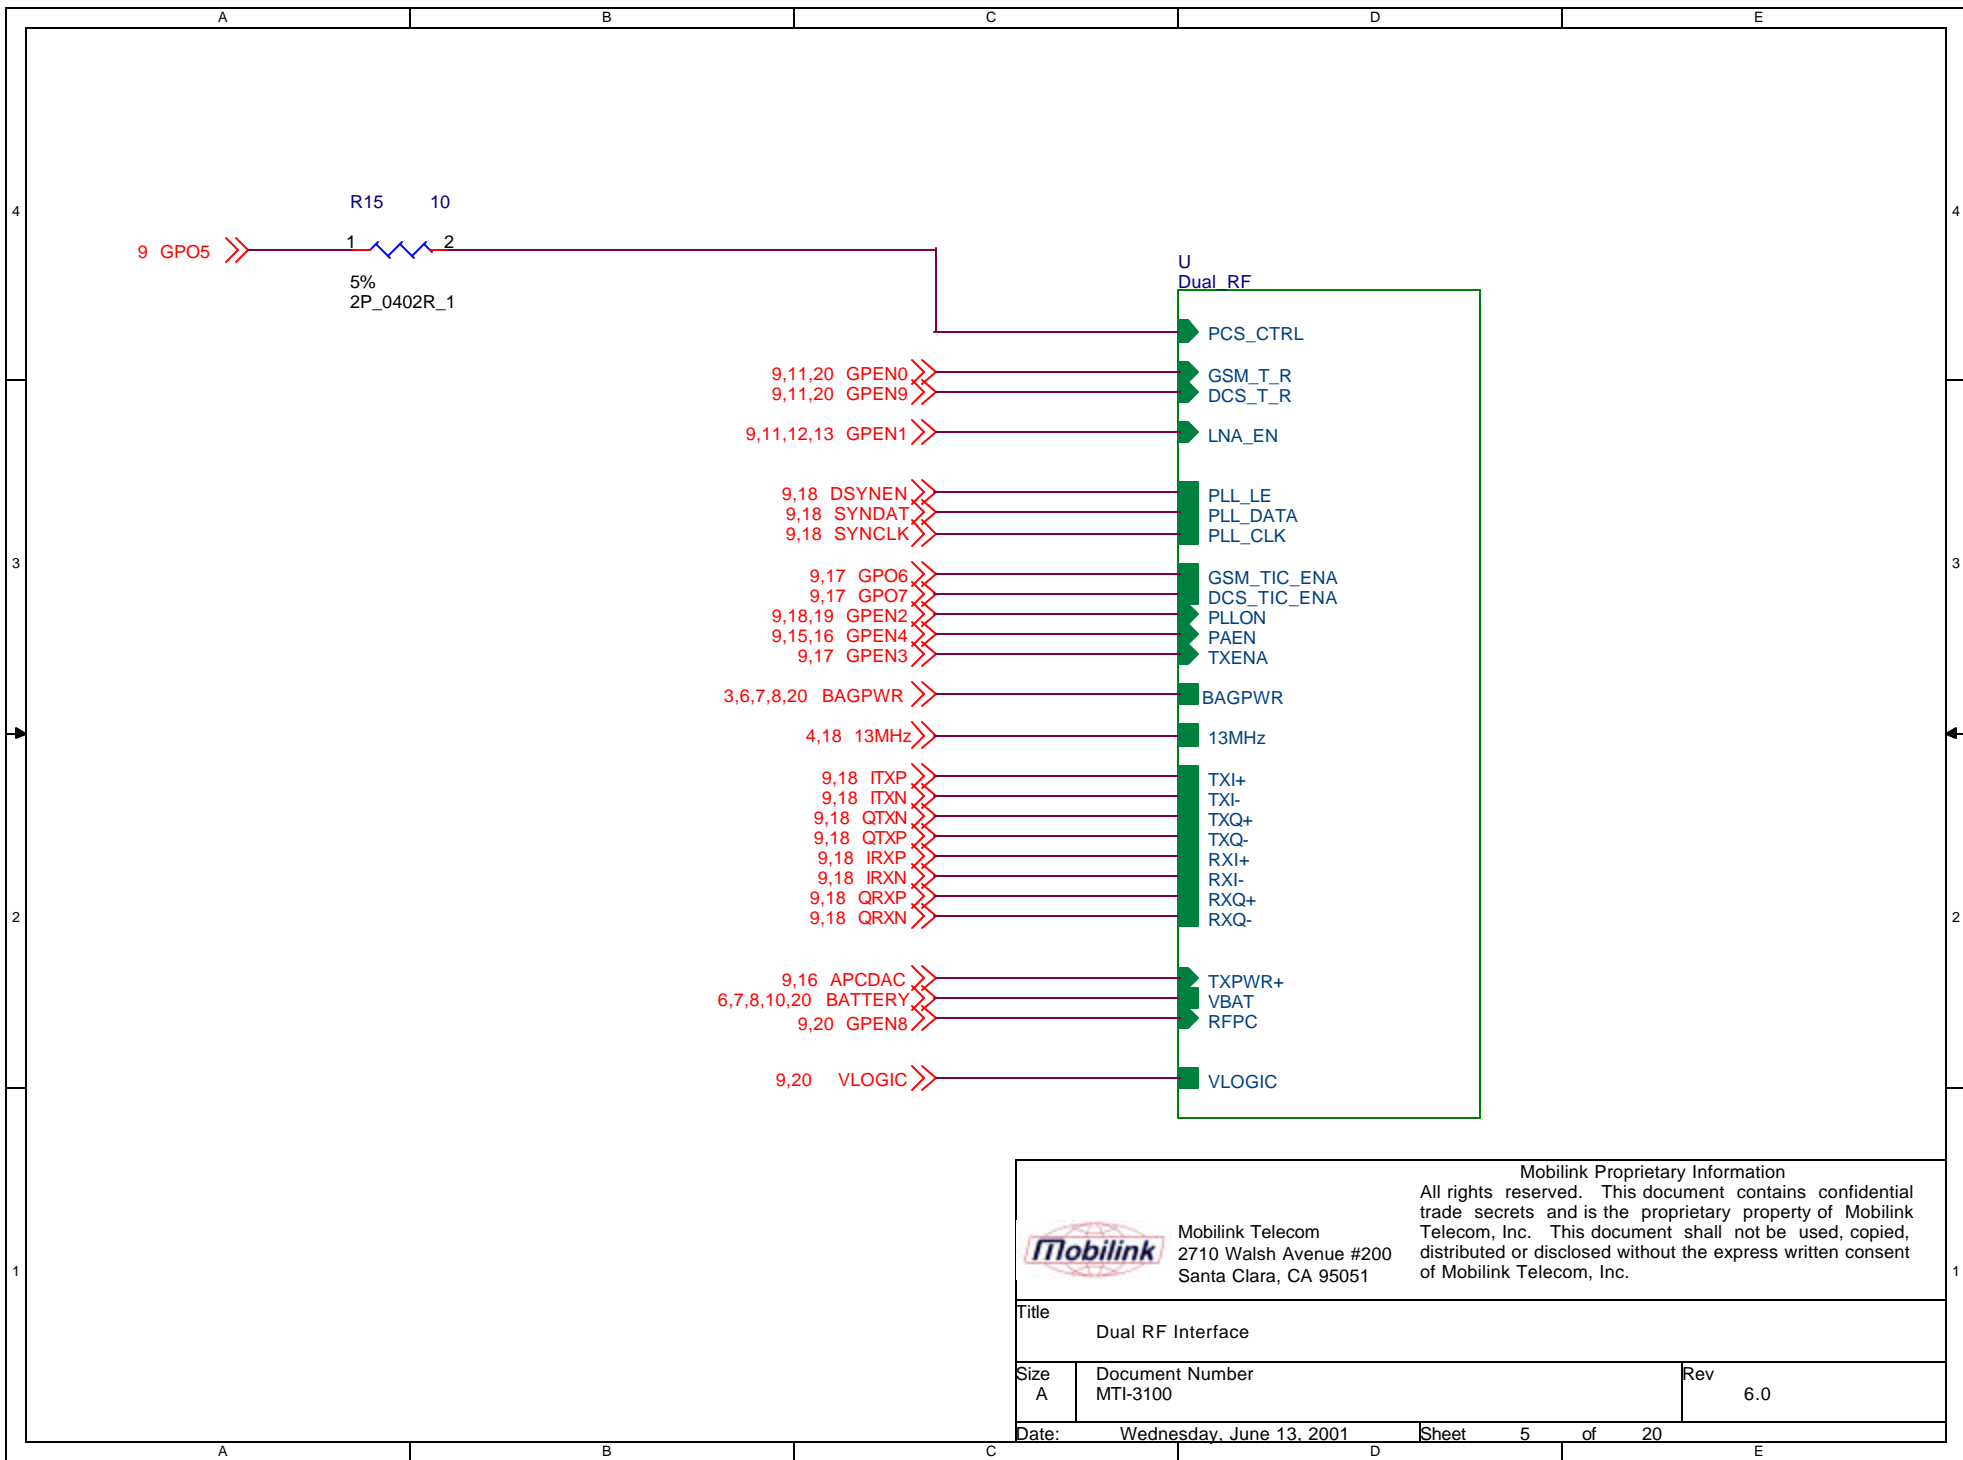 A B C D E
R15 10
4 4
9 GPO5 1 2
5%
2P_0402R_1
U
Dual_RF
PCS_CTRL
9,11,20 GPEN0 GSM_T_R
9,11,20 GPEN9 DCS_T_R
9,11,12,13 GPEN1 LNA_EN
9,18 DSYNEN PLL_LE
9,18 SYNDAT PLL_DATA
9,18 SYNCLK PLL_CLK
3 3
9,17 GPO6 GSM_TIC_ENA
9,17 GPO7 DCS_TIC_ENA
9,18,19 GPEN2 PLLON
9,15,16 GPEN4 PAEN
9,17 GPEN3 TXENA
3,6,7,8,20 BAGPWR BAGPWR
4,18 13MHz 13MHz
9,18 ITXP TXI+
9,18 ITXN TXI-
9,18 QTXN TXQ+
9,18 QTXP TXQ-
9,18 IRXP RXI+
9,18 IRXN RXI-
9,18 QRXP RXQ+
9,18 QRXN RXQ-
2 2
9,16 APCDAC TXPWR+
6,7,8,10,20 BATTERY VBAT
9,20 GPEN8 RFPC
9,20 VLOGIC VLOGIC
Mobilink Proprietary Information
All rights reserved. This document contains confidential
trade secrets and is the proprietary property of Mobilink
Telecom, Inc. This document shall not be used, copied,
distributed or disclosed without the express written consent
of Mobilink Telecom, Inc.
Mobilink
Mobilink Telecom
2710 Walsh Avenue #200
Santa Clara, CA 95051
1 1
Title
Dual RF Interface
Size Document Number Rev
A MTI-3100 6.0
Date: Wednesday, June 13, 2001 Sheet 5 of 20
A B C D E